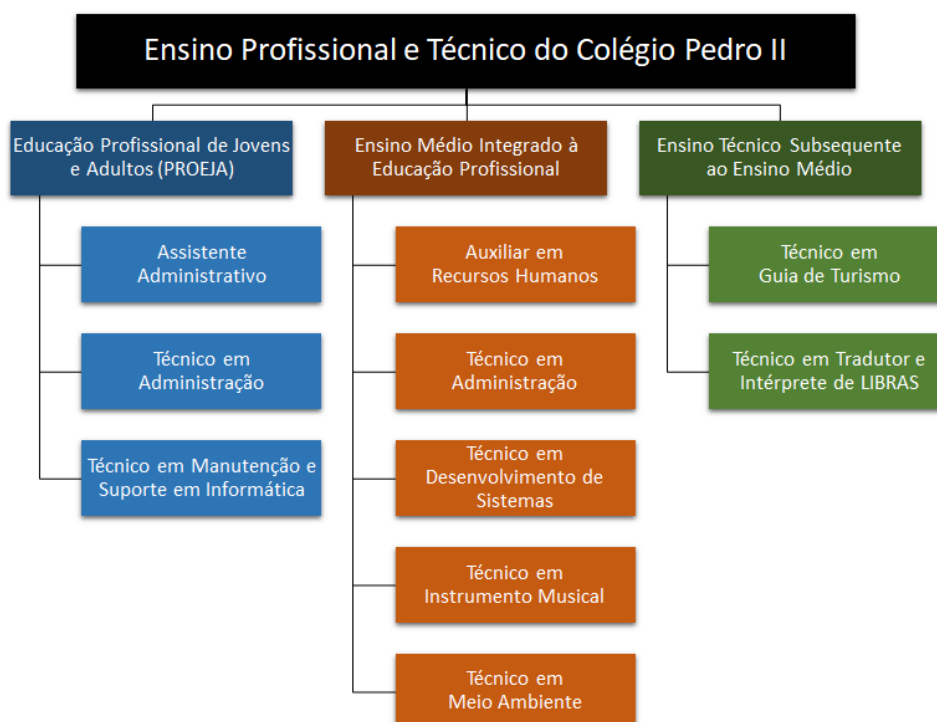 Ensino Profissional e Técnico do Colégio Pedro II
Educação Profissional de Jovens
e Adultos (PROEJA)
Assistente
Administrativo
Técnico em
Administração
Técnico em Manutenção e
Suporte em Informática
Ensino Médio Integrado à
Educação Profissional
Auxiliar em
Recursos Humanos
Técnico em
Administração
Técnico em
Desenvolvimento de
Sistemas
Técnico em
Instrumento Musical
Técnico em
Meio Ambiente
Ensino Técnico Subsequente
ao Ensino Médio
Técnico em
Guia de Turismo
Técnico em Tradutor e
Intérprete de LIBRAS